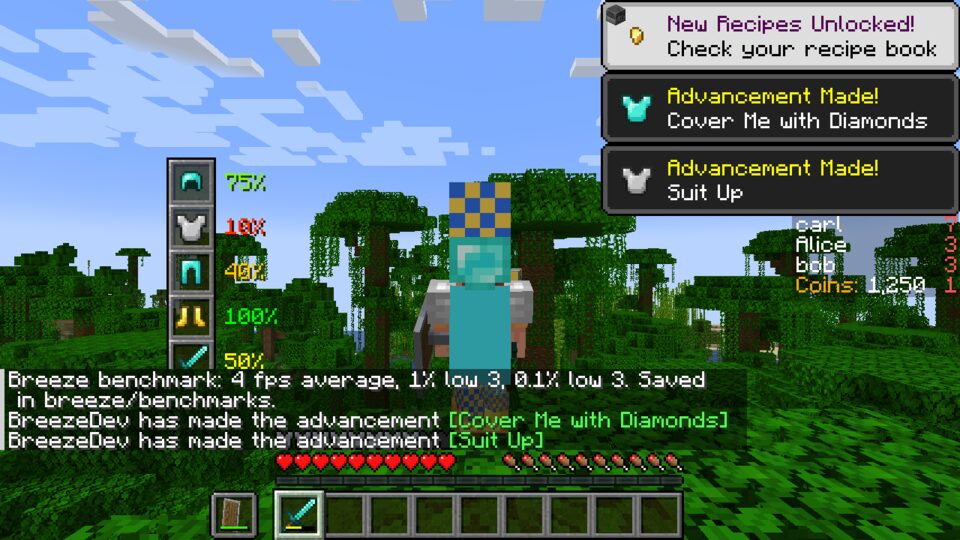 New Recipes Unlocked!
Check your recipe book
Advancement Made!
Cover Me with Diamonds
Advancement Made!
Suit Up
75%
10%
40%
100%
50%
carl 7
Alice 3
bob 3
Coins: 1,250 1
Breeze benchmark: 4 fps average, 1% low 3, 0.1% low 3. Saved
in breeze/benchmarks.
BreezeDev has made the advancement [Cover Me with Diamonds]
BreezeDev has made the advancement [Suit Up]